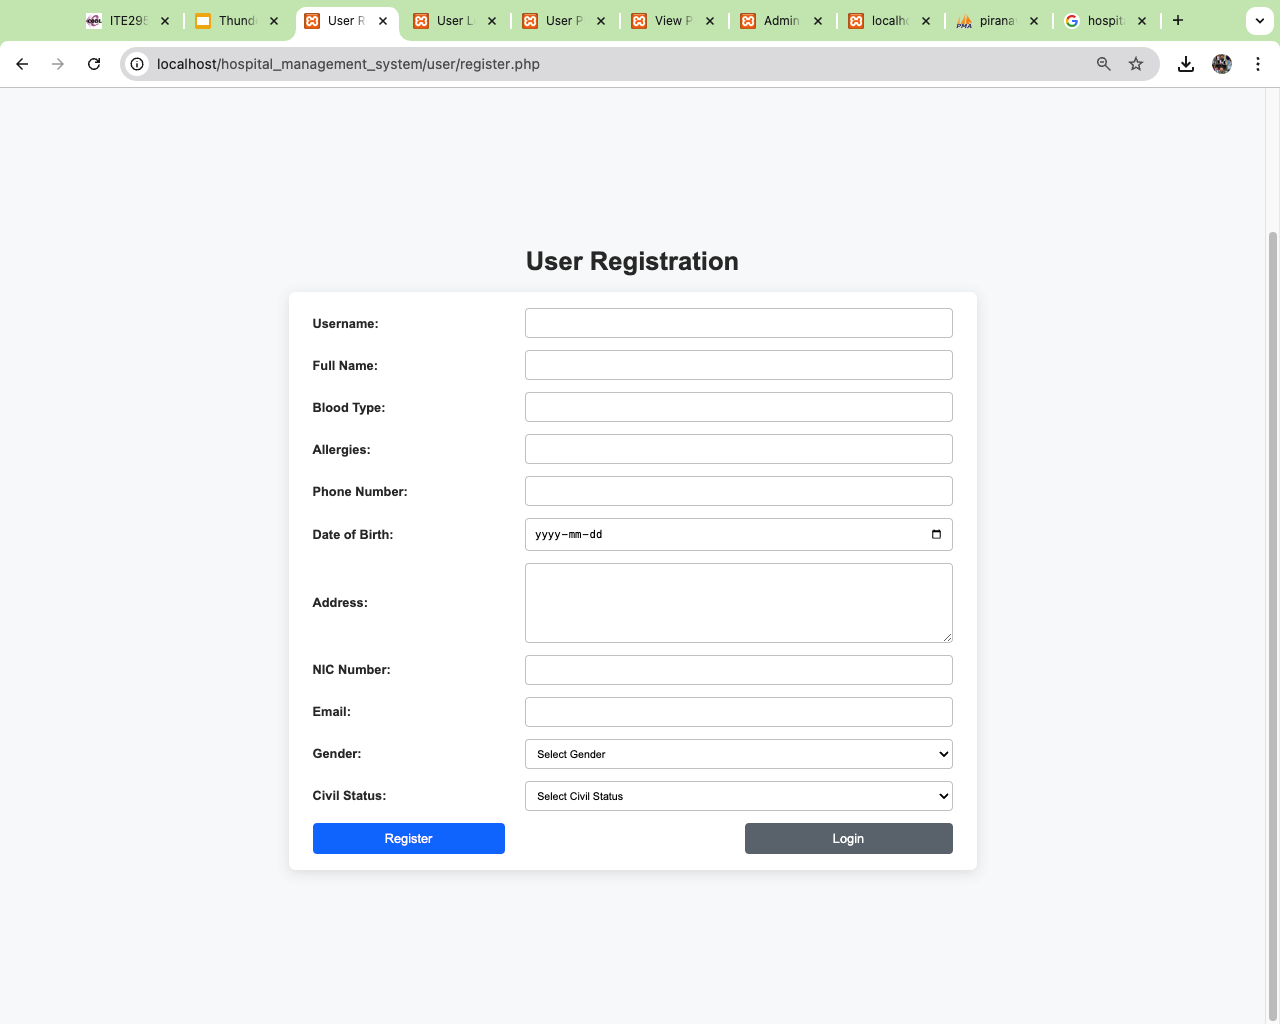 ITE295
Thund
User R
User L
User P
View P
Admin
localh
pirana
hospit
localhost/hospital_management_system/user/register.php
User Registration
Username:
Full Name:
Blood Type:
Allergies:
Phone Number:
Date of Birth: yyyy-mm-dd
Address:
NIC Number:
Email:
Gender: Select Gender
Civil Status: Select Civil Status
Register Login